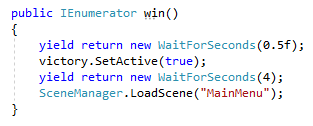 public IEnumerator win()
{
yield return new WaitForSeconds(0.5f);
victory.SetActive(true);
yield return new WaitForSeconds(4);
SceneManager.LoadScene("MainMenu");
}